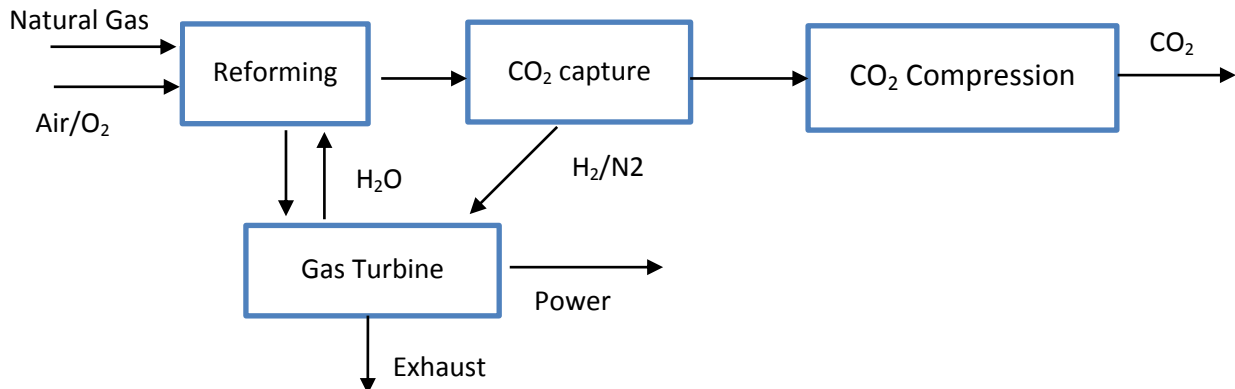 Natural Gas
Reforming
Air/O₂
CO₂ capture
CO₂ Compression
CO₂
H₂O
H₂/N2
Gas Turbine
Power
Exhaust